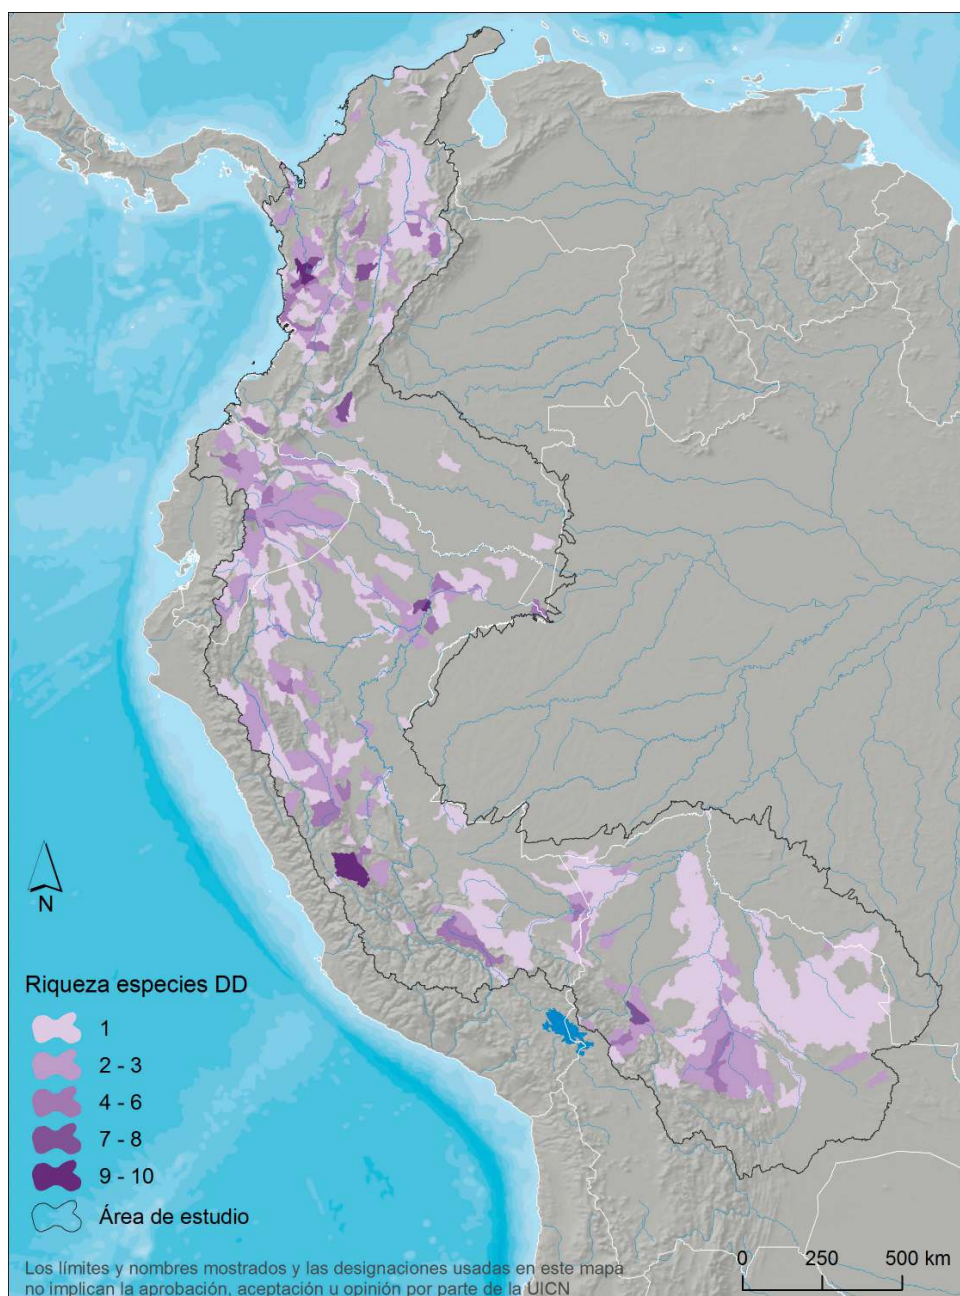 N
Riqueza especies DD
1
2 - 3
4 - 6
7 - 8
9 - 10
Área de estudio
0 250 500 km
Los límites y nombres mostrados y las designaciones usadas en este mapa
no implican la aprobación, aceptación u opinión por parte de la UICN